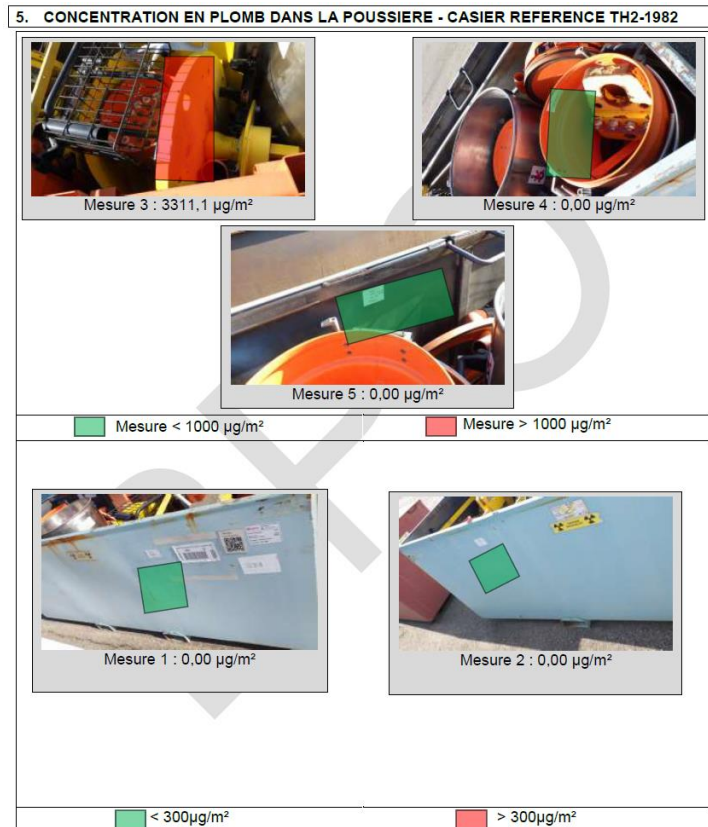 5. CONCENTRATION EN PLOMB DANS LA POUSSIERE - CASIER REFERENCE TH2-1982
Mesure 3 : 3311,1 µg/m²
Mesure 4 : 0,00 µg/m²
Mesure 5 : 0,00 µg/m²
Mesure < 1000 µg/m²
Mesure > 1000 µg/m²
Mesure 1 : 0,00 µg/m²
Mesure 2 : 0,00 µg/m²
< 300µg/m²
> 300µg/m²